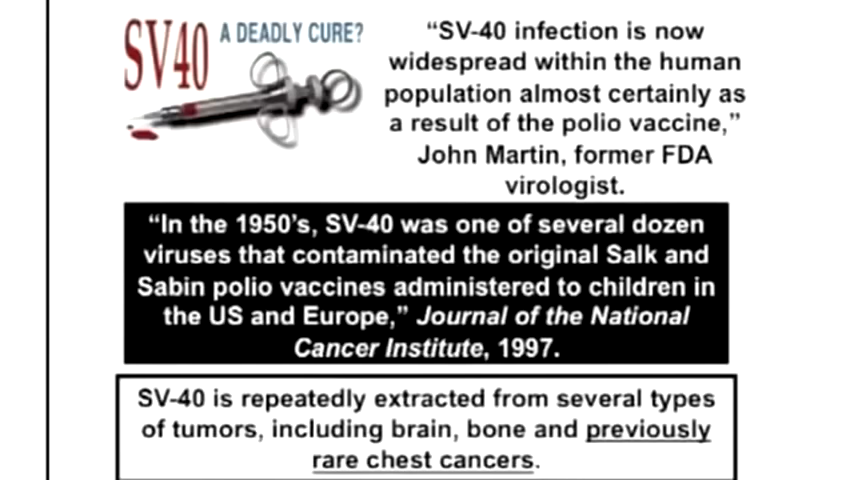 SV40 A DEADLY CURE?
“SV-40 infection is now
widespread within the human
population almost certainly as
a result of the polio vaccine,”
John Martin, former FDA
virologist.
“In the 1950’s, SV-40 was one of several dozen
viruses that contaminated the original Salk and
Sabin polio vaccines administered to children in
the US and Europe,” Journal of the National
Cancer Institute, 1997.
SV-40 is repeatedly extracted from several types
of tumors, including brain, bone and previously
rare chest cancers.